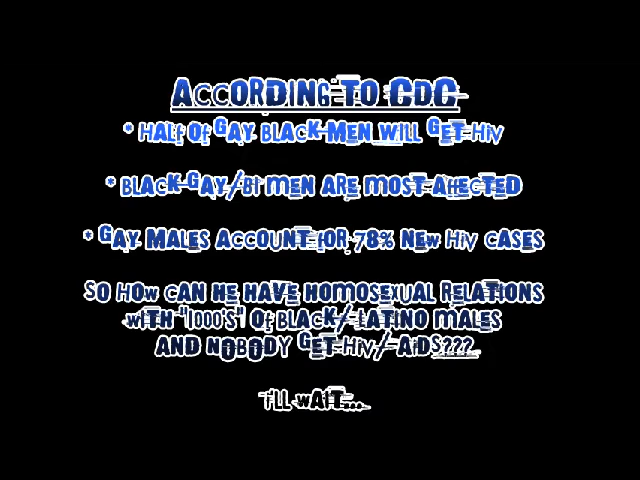 ACCORDING TO CDC
* HALF OF GAY BLACK MEN WILL GET HIV
* BLACK GAY/BI MEN ARE MOST AFFECTED
* GAY MALES ACCOUNT FOR 78% NEW HIV CASES
SO HOW CAN HE HAVE HOMOSEXUAL RELATIONS
WITH "1000'S" OF BLACK/LATINO MALES
AND NOBODY GET HIV/AIDS???
I'LL WAIT...